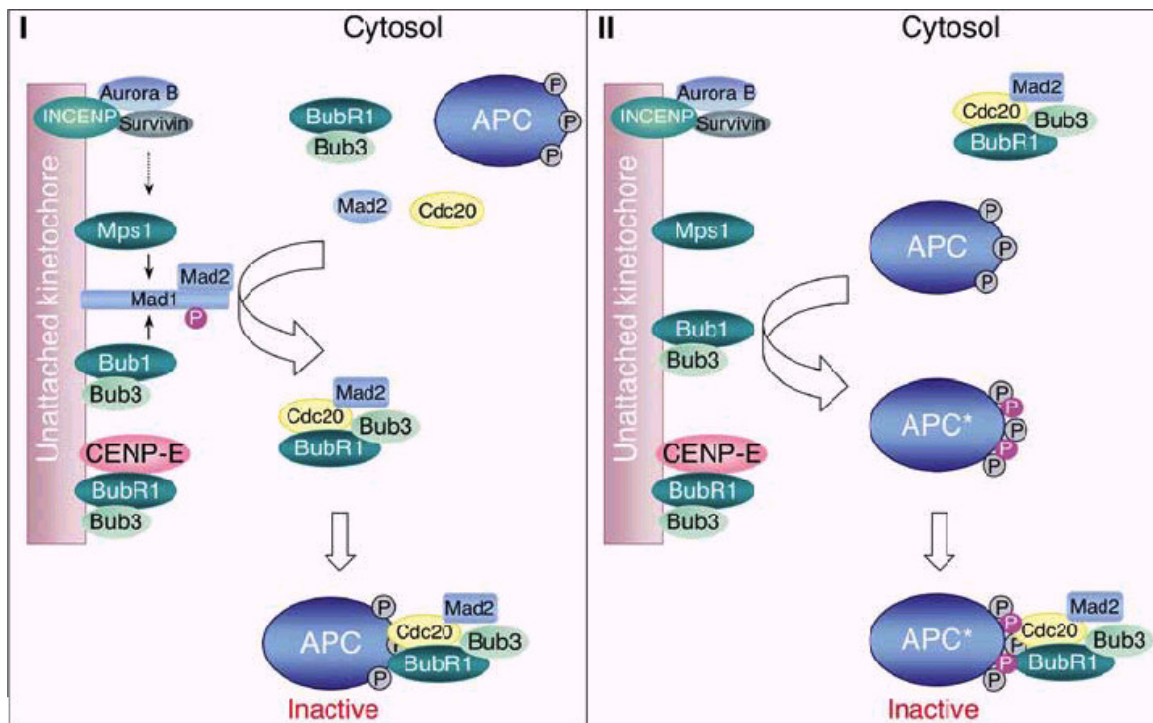 I
Cytosol
Unattached kinetochore
Aurora B
INCENP
Survivin
Mps1
Mad2
Mad1
P
Bub1
Bub3
CENP-E
BubR1
Bub3
BubR1
Bub3
APC
P
P
P
Mad2
Cdc20
Mad2
Cdc20
Bub3
BubR1
APC
P
P
P
Cdc20
Mad2
Bub3
BubR1
Inactive
II
Cytosol
Unattached kinetochore
Aurora B
INCENP
Survivin
Mps1
Bub1
Bub3
CENP-E
BubR1
Bub3
Mad2
Cdc20
Bub3
BubR1
APC
P
P
P
APC*
P
P
P
P
P
APC*
P
P
P
P
P
Mad2
Cdc20
Bub3
BubR1
Inactive